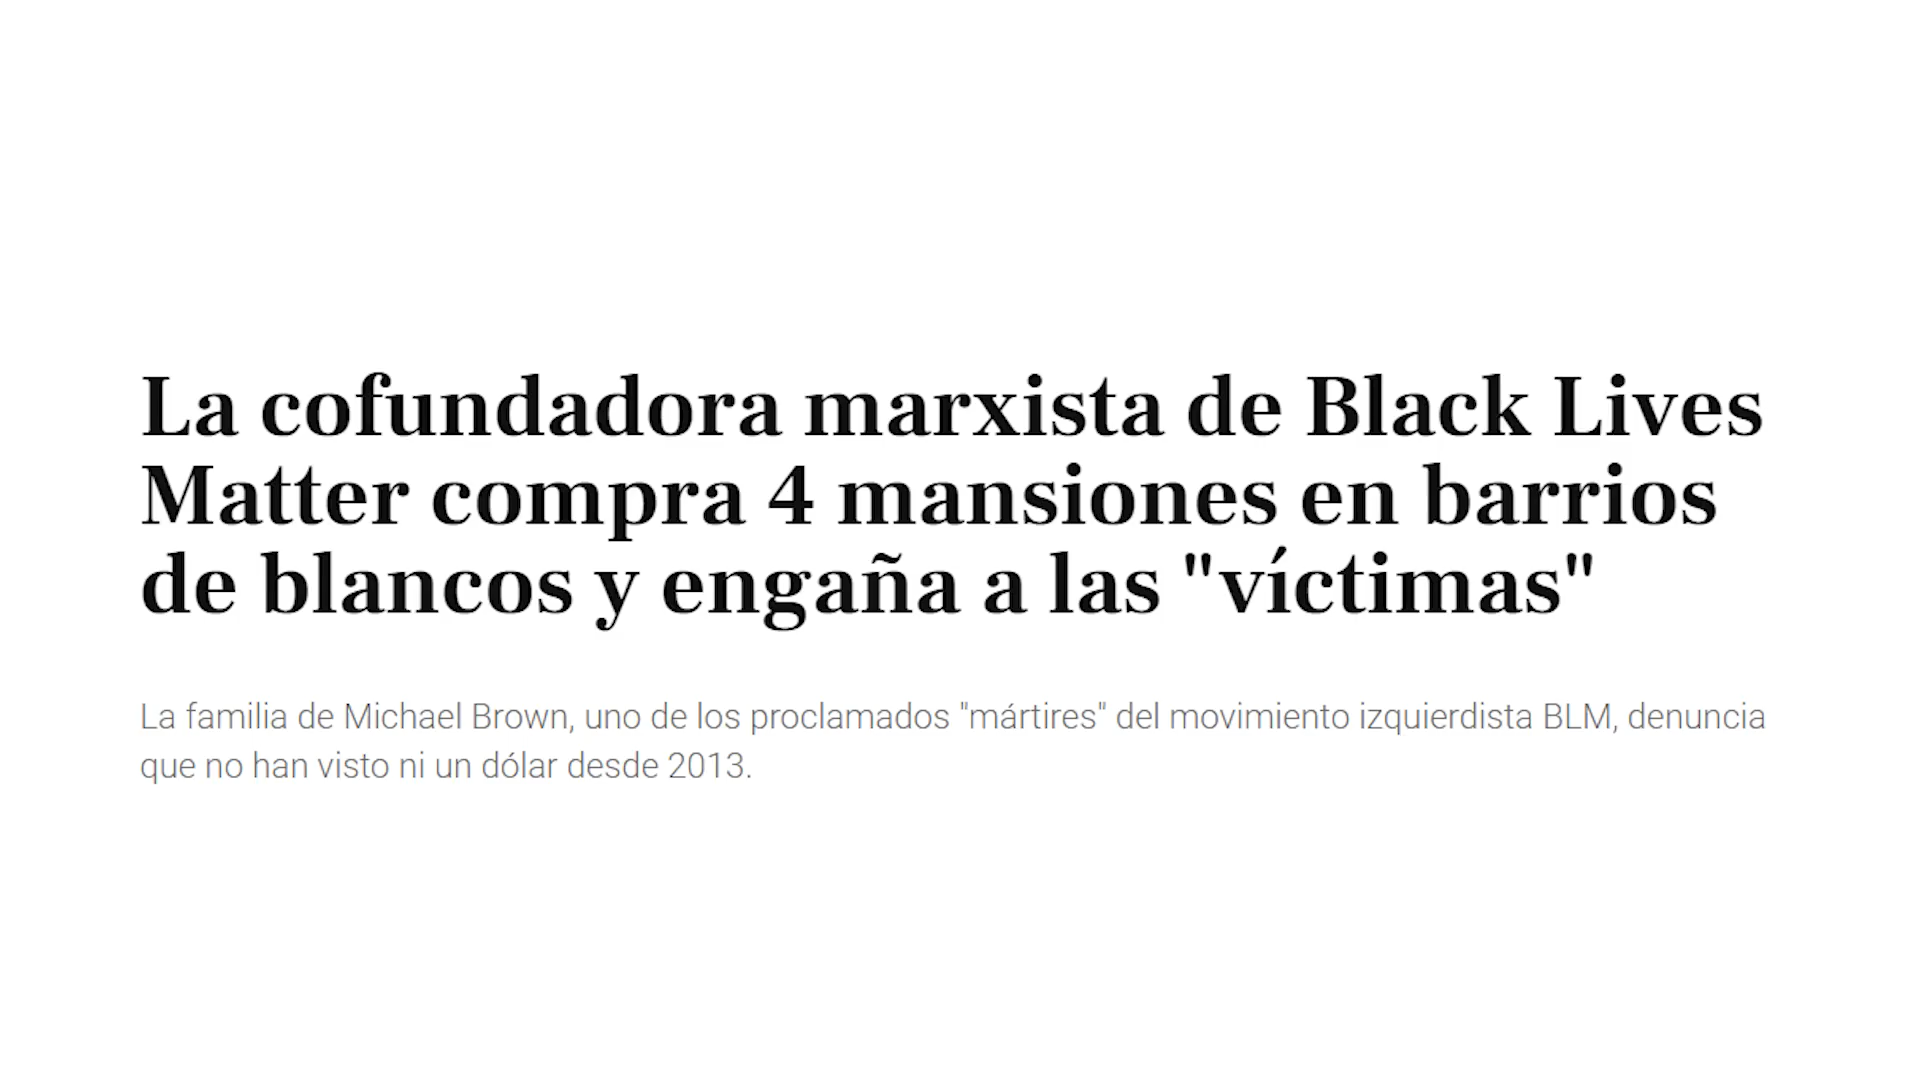 La cofundadora marxista de Black Lives
Matter compra 4 mansiones en barrios
de blancos y engaña a las "víctimas"
La familia de Michael Brown, uno de los proclamados "mártires" del movimiento izquierdista BLM, denuncia
que no han visto ni un dólar desde 2013.